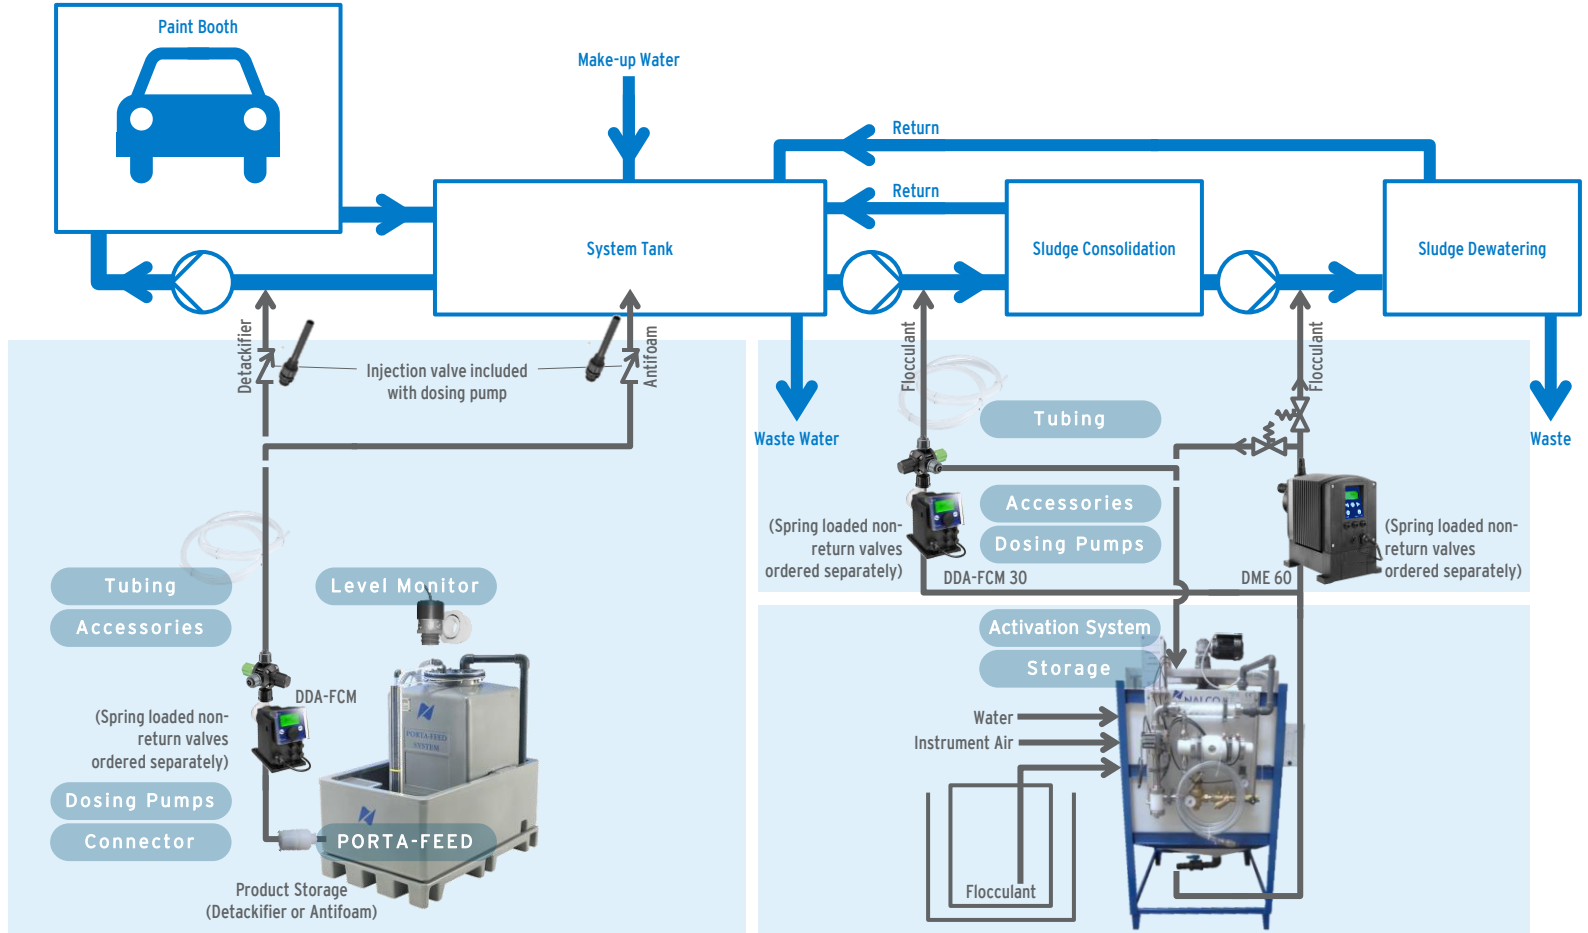 Paint Booth
Make-up Water
Return
Return
System Tank
Sludge Consolidation
Sludge Dewatering
Detackifier
Injection valve included
with dosing pump
Antifoam
Flocculant
Flocculant
Tubing
Waste Water
Waste
Accessories
Dosing Pumps
(Spring loaded non-
return valves
ordered separately)
(Spring loaded non-
return valves
ordered separately)
DDA-FCM 30
DME 60
Tubing
Accessories
Level Monitor
Activation System
Storage
DDA-FCM
(Spring loaded non-
return valves
ordered separately)
PORTA-FEED
SYSTEM
NALCO
Water
Instrument Air
Dosing Pumps
Connector
PORTA-FEED
Product Storage
(Detackifier or Antifoam)
Flocculant